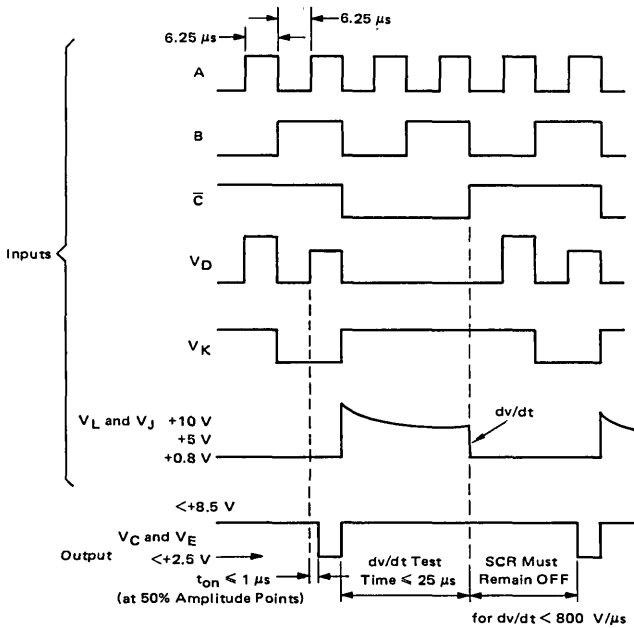 6.25 μs
6.25 μs
A
B
C̅
Inputs
V_D
V_K
V_L and V_J +10 V
+5 V
+0.8 V
dv/dt
<+8.5 V
V_C and V_E
Output
<+2.5 V
t_on ≤ 1 μs
(at 50% Amplitude Points)
dv/dt Test
Time ≤ 25 μs
SCR Must
Remain OFF
for dv/dt < 800 V/μs